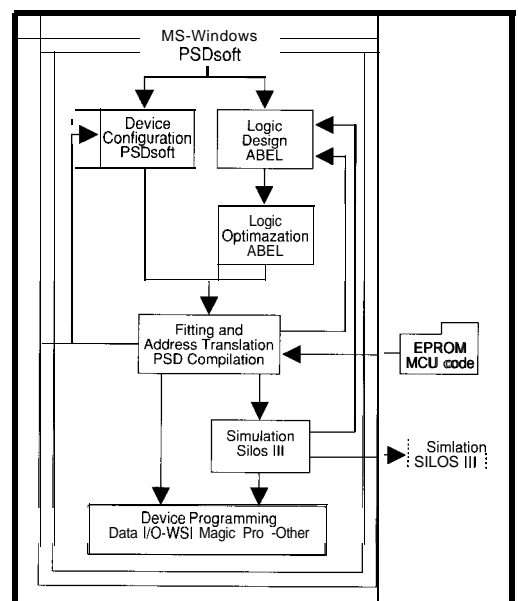 MS-Windows
PSDsoft
Device
Configuration
PSDsoft
Logic
Design
ABEL
Logic
Optimazation
ABEL
Fitting and
Address Translation
PSD Compilation
EPROM
MCU code
Simulation
Silos III
Simlation
SILOS III
Device Programming
Data I/O-WSI Magic Pro -Other